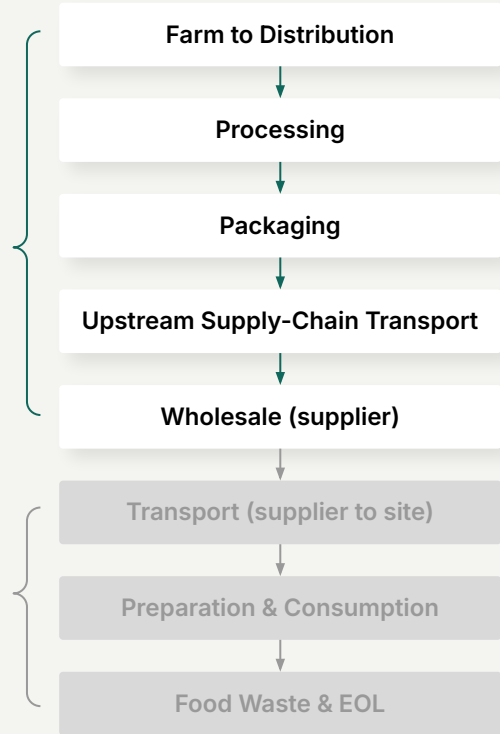 Farm to Distribution
Processing
Packaging
Upstream Supply-Chain Transport
Wholesale (supplier)
Transport (supplier to site)
Preparation & Consumption
Food Waste & EOL